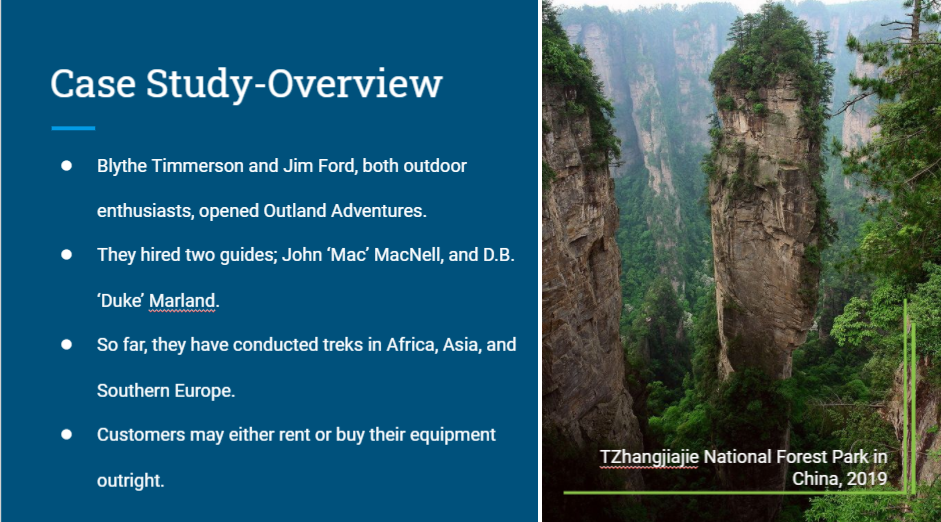 Case Study-Overview
● Blythe Timmerson and Jim Ford, both outdoor
enthusiasts, opened Outland Adventures.
● They hired two guides; John ‘Mac’ MacNell, and D.B.
‘Duke’ Marland.
● So far, they have conducted treks in Africa, Asia, and
Southern Europe.
● Customers may either rent or buy their equipment
outright.
TZhangjiajie National Forest Park in
China, 2019